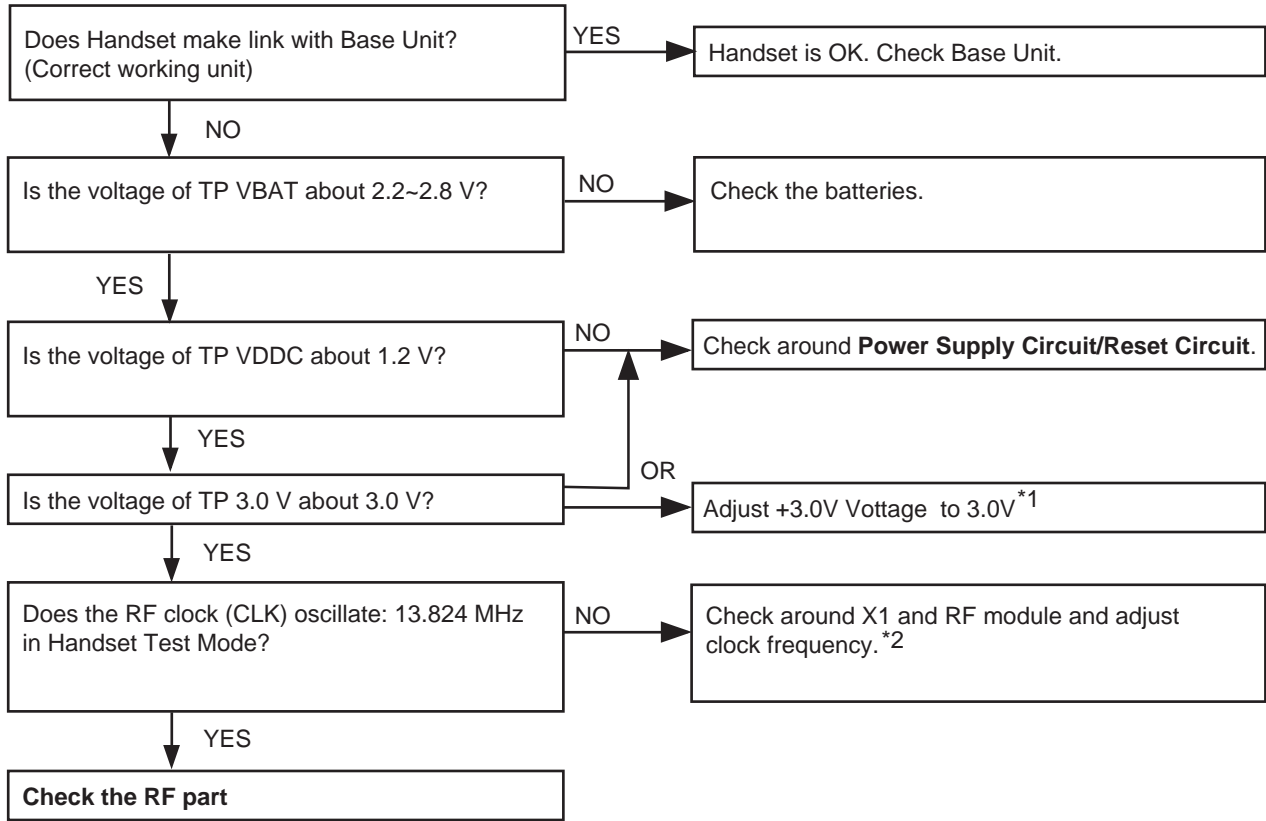 Does Handset make link with Base Unit?
(Correct working unit)
YES
Handset is OK. Check Base Unit.
NO
Is the voltage of TP VBAT about 2.2~2.8 V?
NO
Check the batteries.
YES
Is the voltage of TP VDDC about 1.2 V?
NO
Check around Power Supply Circuit/Reset Circuit.
YES
OR
Is the voltage of TP 3.0 V about 3.0 V?
Adjust +3.0V Vottage to 3.0V*1
YES
Does the RF clock (CLK) oscillate: 13.824 MHz
in Handset Test Mode?
NO
Check around X1 and RF module and adjust
clock frequency.*2
YES
Check the RF part